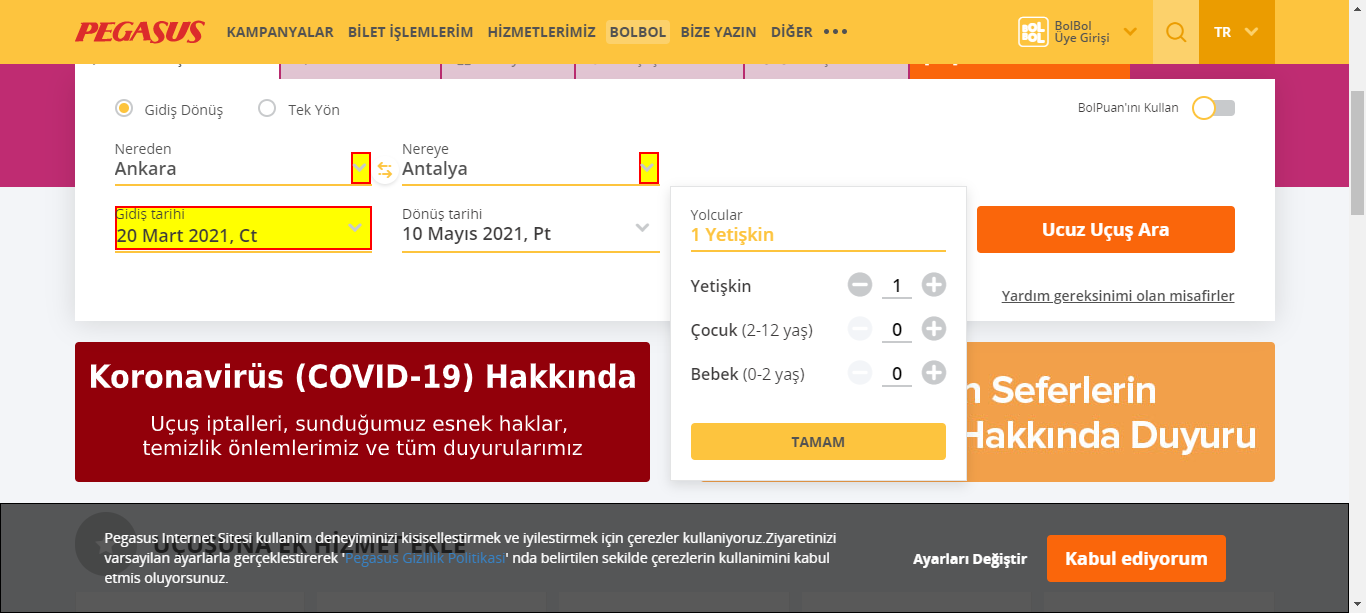 PEGASUS
KAMPANYALAR BİLET İŞLEMLERİM HİZMETLERİMİZ BOLBOL BİZE YAZIN DİĞER •••
BOL BOL
BolBol
Üye Girişi
TR
Gidiş Dönüş Tek Yön
BolPuan'ını Kullan
Nereden
Ankara
Nereye
Antalya
Gidiş tarihi
20 Mart 2021, Ct
Dönüş tarihi
10 Mayıs 2021, Pt
Yolcular
1 Yetişkin
Yetişkin 1
Çocuk (2-12 yaş) 0
Bebek (0-2 yaş) 0
TAMAM
Ucuz Uçuş Ara
Yardım gereksinimi olan misafirler
Koronavirüs (COVID-19) Hakkında
Uçuş iptalleri, sunduğumuz esnek haklar,
temizlik önlemlerimiz ve tüm duyurularımız
Seferlerin
Hakkında Duyuru
UÇUŞUNA EK HİZMET EKLE
Pegasus Internet Sitesi kullanim deneyiminizi kisisellestirmek ve iyilestirmek için çerezler kullaniyoruz.Ziyaretinizi
varsayilan ayarlarla gerçeklestirerek 'Pegasus Gizlilik Politikasi' nda belirtilen sekilde çerezlerin kullanimini kabul
etmis oluyorsunuz.
Ayarları Değiştir
Kabul ediyorum